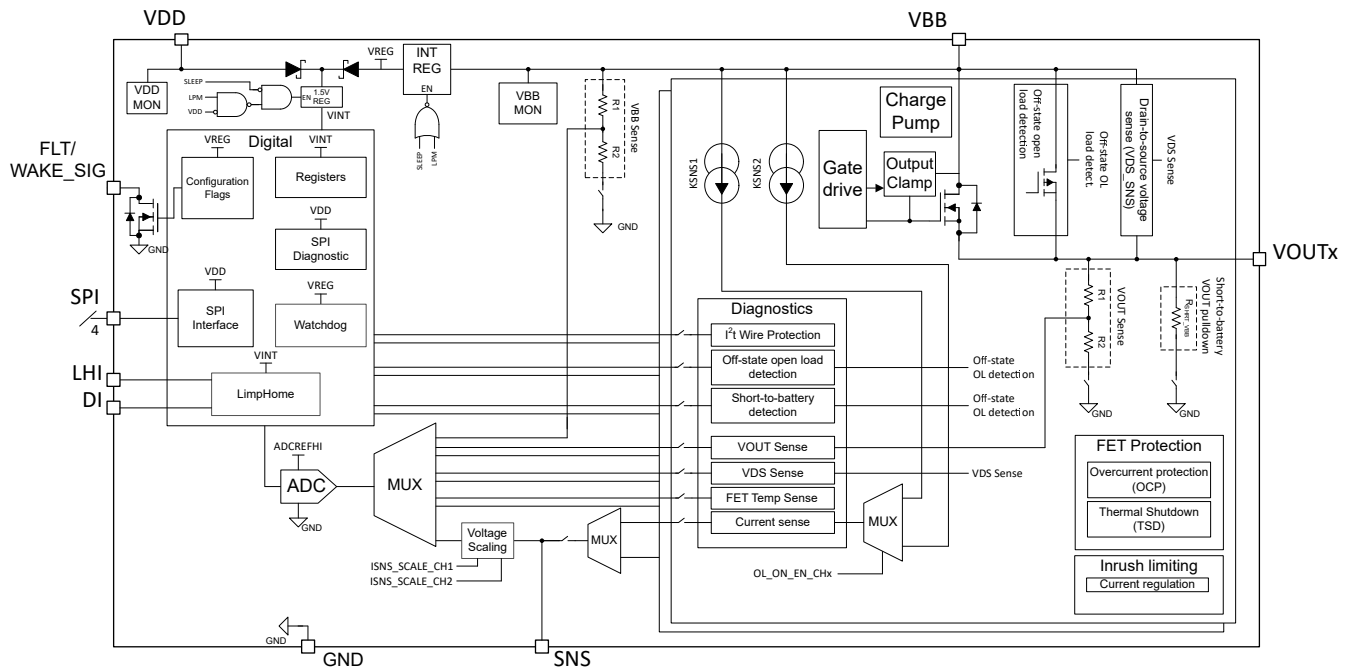 VDD
VBB
VDD
MON
SLEEP
LPM
VDD
EN
1.5V
REG
VINT
VREG
INT
REG
EN
SLEEP
LPM
VBB
MON
R1
R2
VBB Sense
GND
KSNS1
KSNS2
Charge
Pump
Gate
drive
Output
Clamp
Off-state open
load detection
Off-state OL
load detect.
Drain-to-source voltage
sense (VDS_SNS)
VDS Sense
FLT/
WAKE_SIG
GND
Digital
VREG
Configuration
Flags
VINT
Registers
VDD
SPI
Diagnostic
VDD
SPI
Interface
VREG
Watchdog
VINT
LimpHome
SPI
4
LHI
DI
VOUTx
R1
R2
VOUT Sense
GND
RSHRT_VBB
Short-to-battery
VOUT pulldown
GND
Diagnostics
I2t Wire Protection
Off-state open load
detection
Short-to-battery
detection
VOUT Sense
VDS Sense
FET Temp Sense
Current sense
Off-state
OL detection
Off-state
OL detection
VDS Sense
MUX
OL_ON_EN_CHx
FET Protection
Overcurrent protection
(OCP)
Thermal Shutdown
(TSD)
Inrush limiting
Current regulation
ADCREFHI
ADC
GND
MUX
Voltage
Scaling
MUX
ISNS_SCALE_CH1
ISNS_SCALE_CH2
GND
GND
SNS